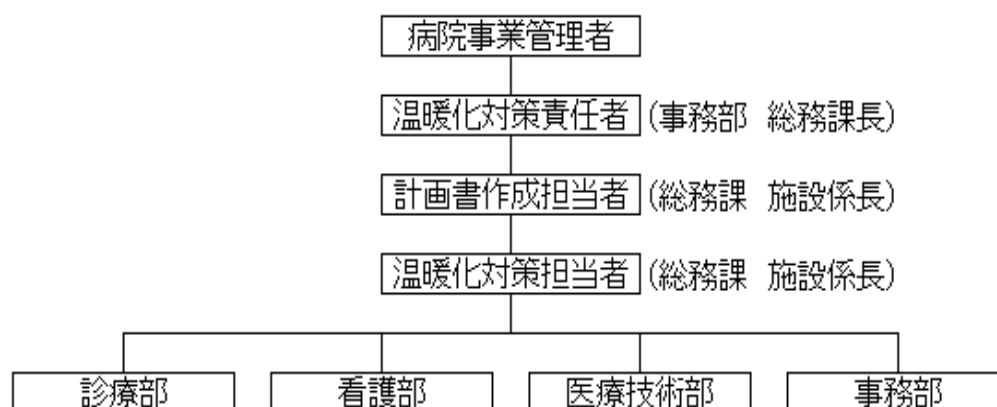 病院事業管理者
温暖化対策責任者 (事務部 総務課長)
計画書作成担当者 (総務課 施設係長)
温暖化対策担当者 (総務課 施設係長)
診療部 看護部 医療技術部 事務部